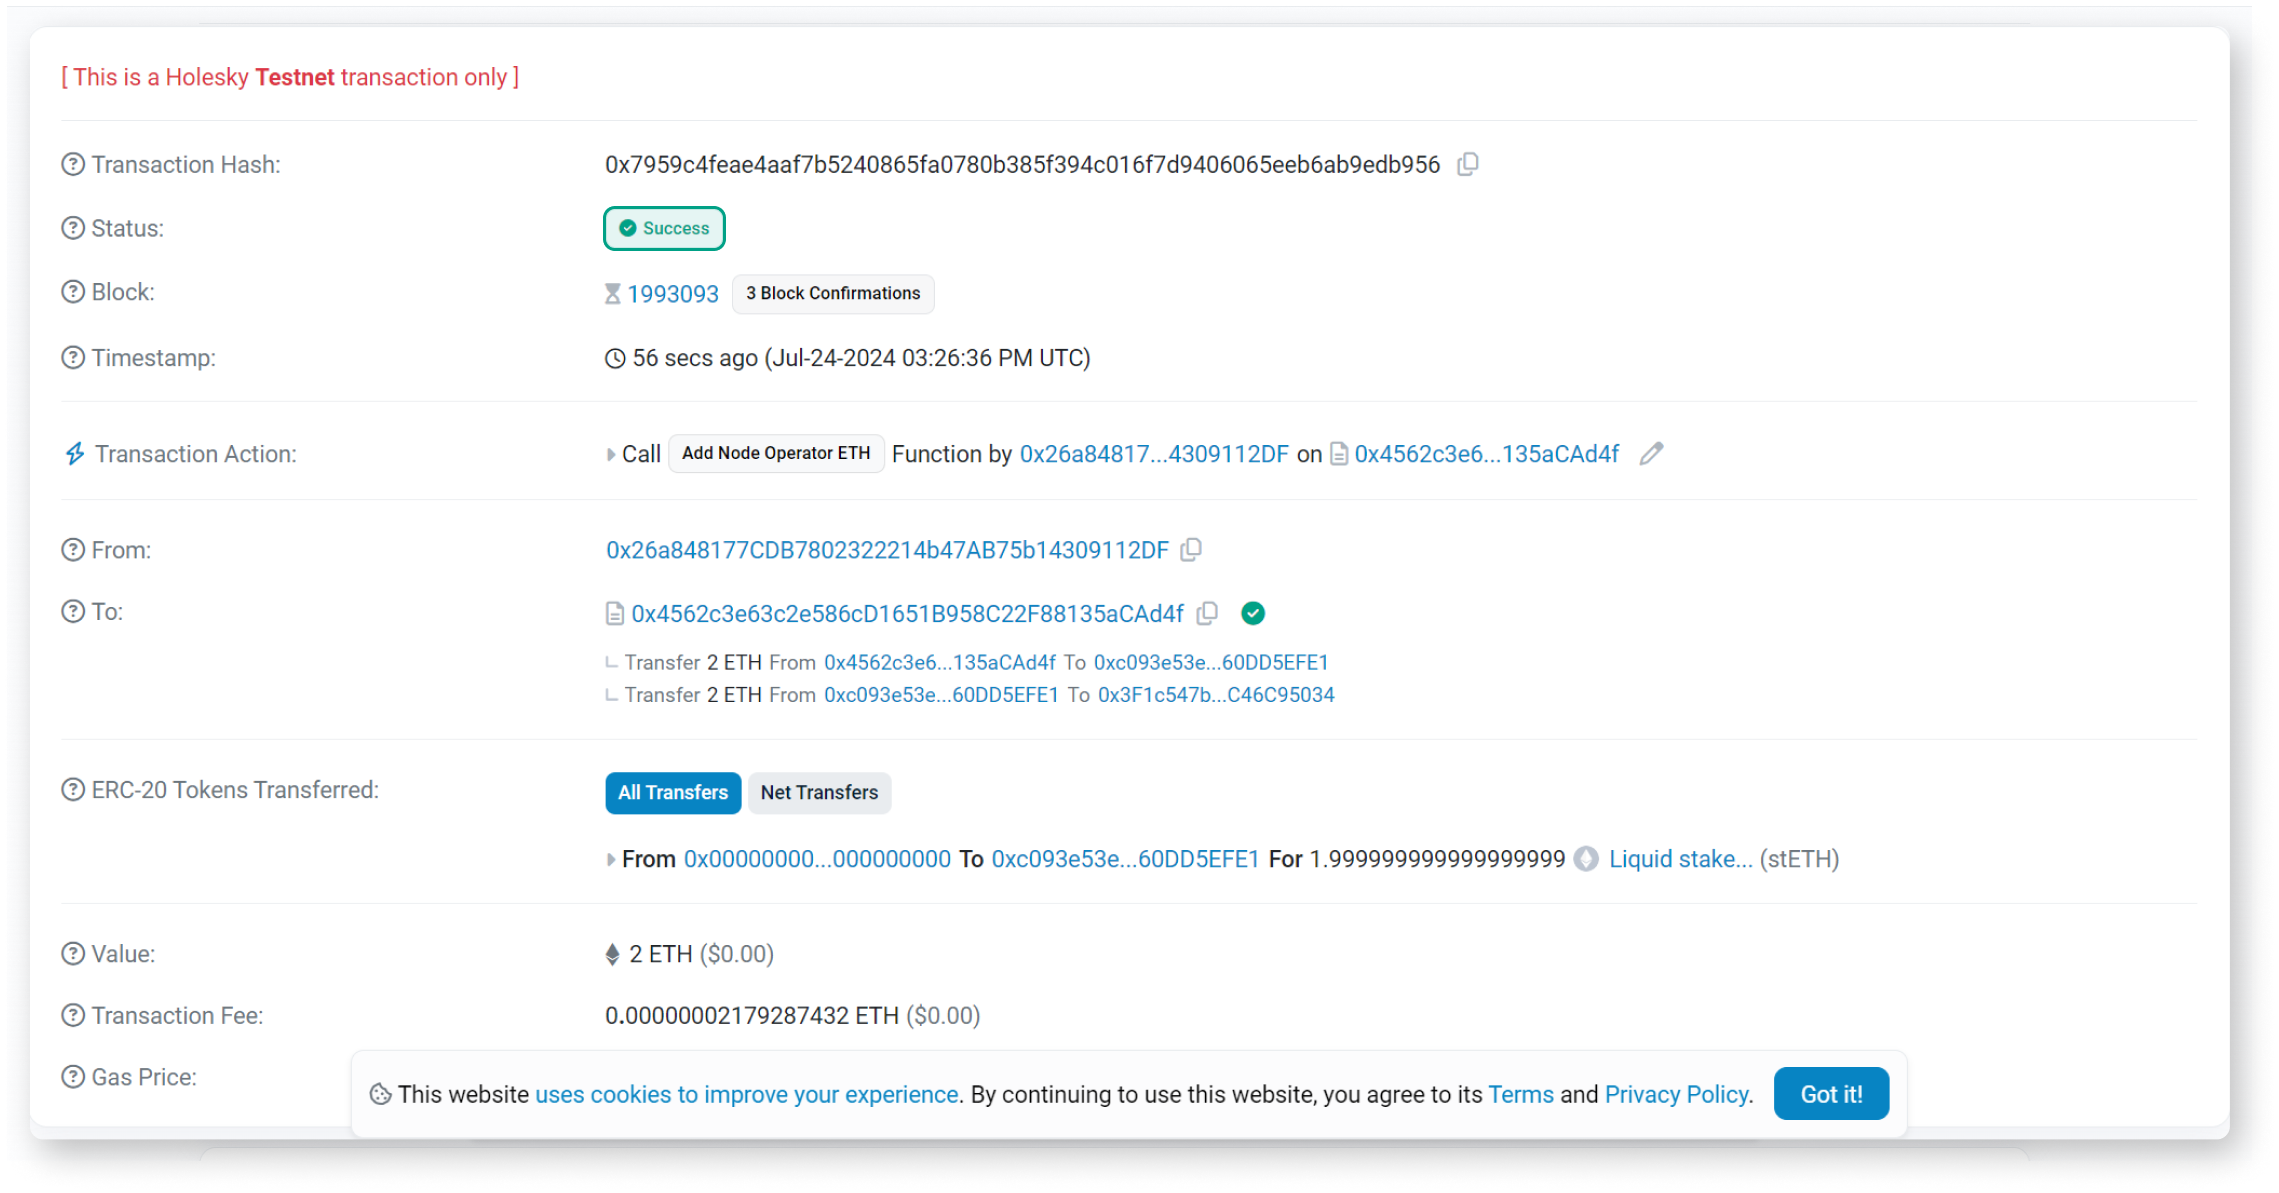 [ This is a Holesky Testnet transaction only ]
Transaction Hash: 0x7959c4feae4aaf7b5240865fa0780b385f394c016f7d9406065eeb6ab9edb956
Status: Success
Block: 1993093 3 Block Confirmations
Timestamp: 56 secs ago (Jul-24-2024 03:26:36 PM UTC)
Transaction Action: Call Add Node Operator ETH Function by 0x26a84817...4309112DF on 0x4562c3e6...135aCAd4f
From: 0x26a848177CDB7802322214b47AB75b14309112DF
To: 0x4562c3e63c2e586cD1651B958C22F88135aCAd4f
Transfer 2 ETH From 0x4562c3e6...135aCAd4f To 0xc093e53e...60DD5EFE1
Transfer 2 ETH From 0xc093e53e...60DD5EFE1 To 0x3F1c547b...C46C95034
ERC-20 Tokens Transferred: All Transfers Net Transfers
From 0x00000000...000000000 To 0xc093e53e...60DD5EFE1 For 1.999999999999999999 Liquid stake... (stETH)
Value: 2 ETH ($0.00)
Transaction Fee: 0.00000002179287432 ETH ($0.00)
Gas Price:
This website uses cookies to improve your experience. By continuing to use this website, you agree to its Terms and Privacy Policy. Got it!